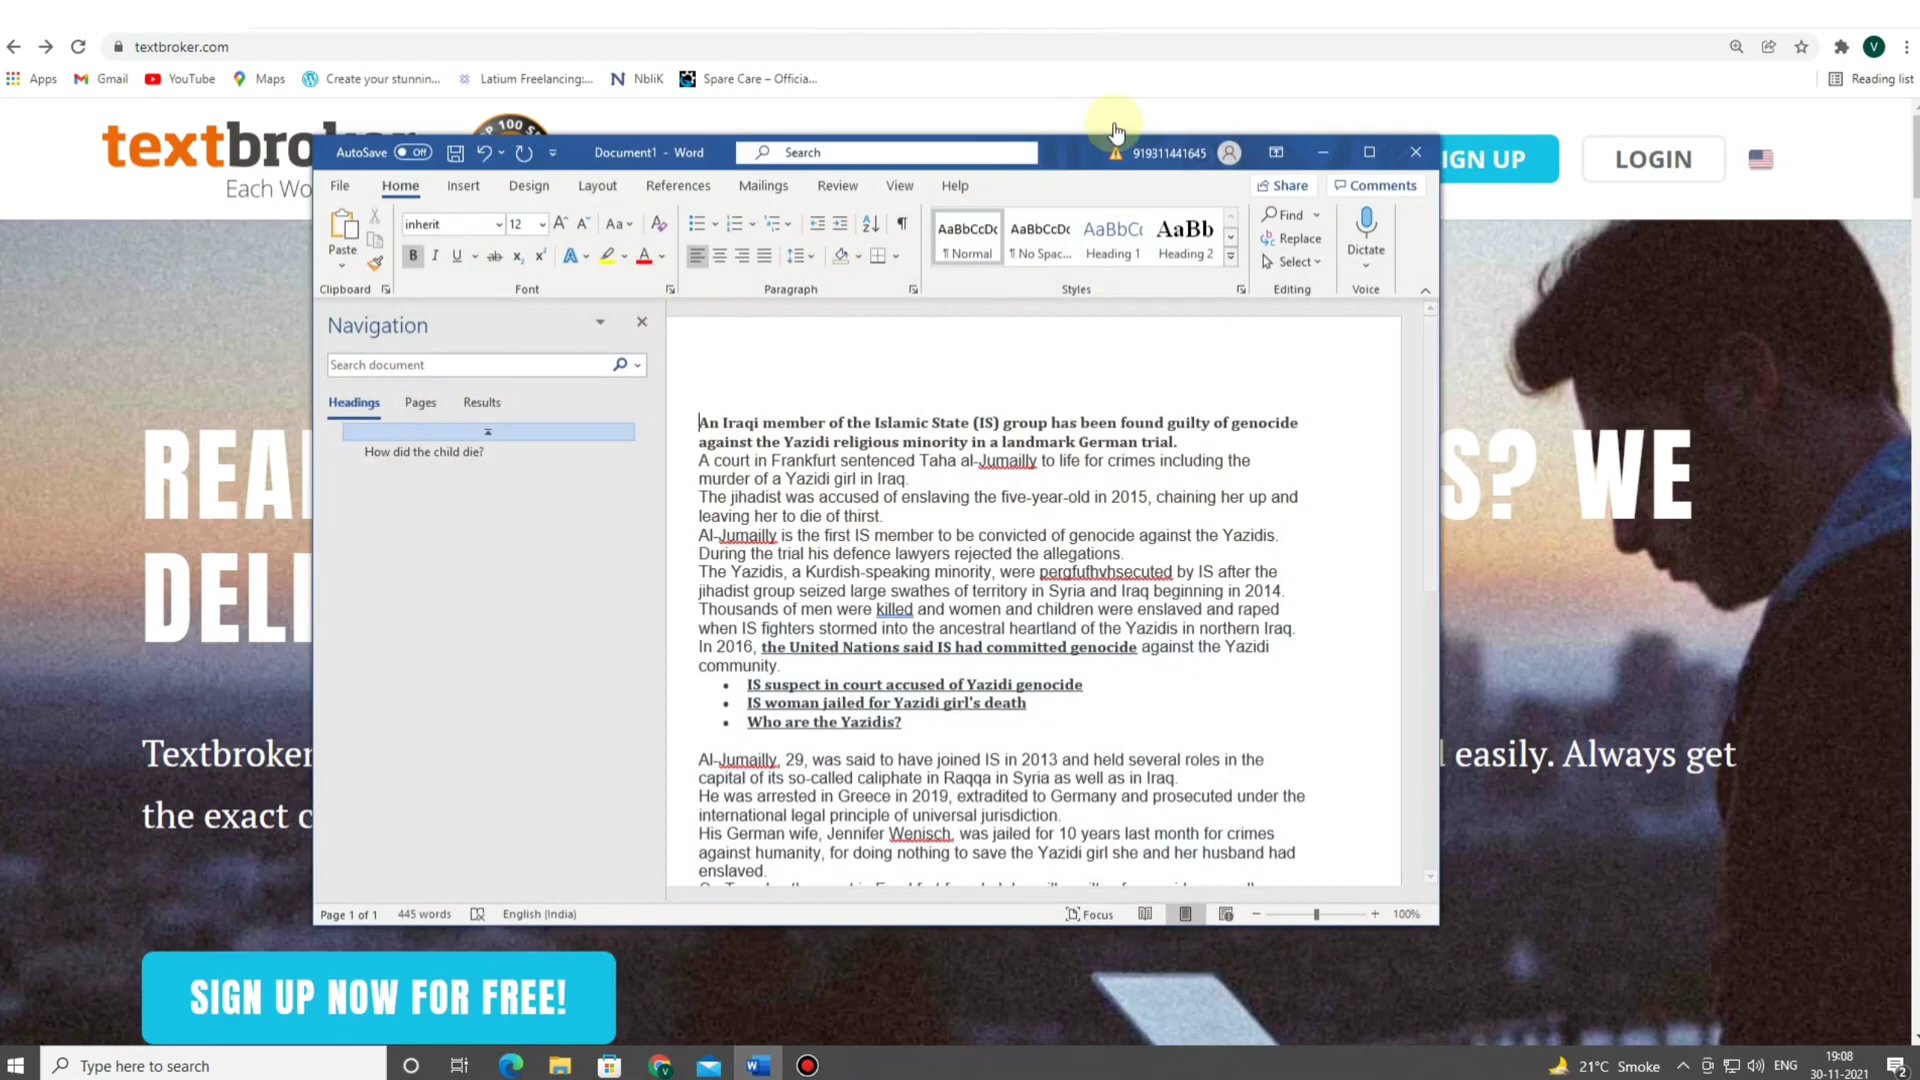 textbroker.com
Apps
Gmail
YouTube
Maps
Create your stunnin...
Latium Freelancing:...
NbliK
Spare Care – Officia...
Reading list
textbroker
Each Wo
SIGN UP
LOGIN
AutoSave Off
Document1 - Word
Search
919311441645
File Home Insert Design Layout References Mailings Review View Help
Share
Comments
Paste
inherit
12
Aa
AaBbCcDc AaBbCcDc AaBbC( AaBb
¶ Normal ¶ No Spac... Heading 1 Heading 2
Find
Replace
Select
Dictate
Clipboard Font Paragraph Styles Editing Voice
Navigation
Search document
Headings Pages Results
How did the child die?
An Iraqi member of the Islamic State (IS) group has been found guilty of genocide
against the Yazidi religious minority in a landmark German trial.
A court in Frankfurt sentenced Taha al-Jumailly to life for crimes including the
murder of a Yazidi girl in Iraq.
The jihadist was accused of enslaving the five-year-old in 2015, chaining her up and
leaving her to die of thirst.
Al-Jumailly is the first IS member to be convicted of genocide against the Yazidis.
During the trial his defence lawyers rejected the allegations.
The Yazidis, a Kurdish-speaking minority, were pergfufhvhsecuted by IS after the
jihadist group seized large swathes of territory in Syria and Iraq beginning in 2014.
Thousands of men were killed and women and children were enslaved and raped
when IS fighters stormed into the ancestral heartland of the Yazidis in northern Iraq.
In 2016, the United Nations said IS had committed genocide against the Yazidi
community.
• IS suspect in court accused of Yazidi genocide
• IS woman jailed for Yazidi girl's death
• Who are the Yazidis?
Al-Jumailly, 29, was said to have joined IS in 2013 and held several roles in the
capital of its so-called caliphate in Raqqa in Syria as well as in Iraq.
He was arrested in Greece in 2019, extradited to Germany and prosecuted under the
international legal principle of universal jurisdiction.
His German wife, Jennifer Wenisch, was jailed for 10 years last month for crimes
against humanity, for doing nothing to save the Yazidi girl she and her husband had
enslaved.
Page 1 of 1 445 words English (India)
Focus
100%
S? WE
DELI
Textbroker
easily. Always get
the exact c
SIGN UP NOW FOR FREE!
Type here to search
21°C Smoke
ENG
19:08
30-11-2021
2